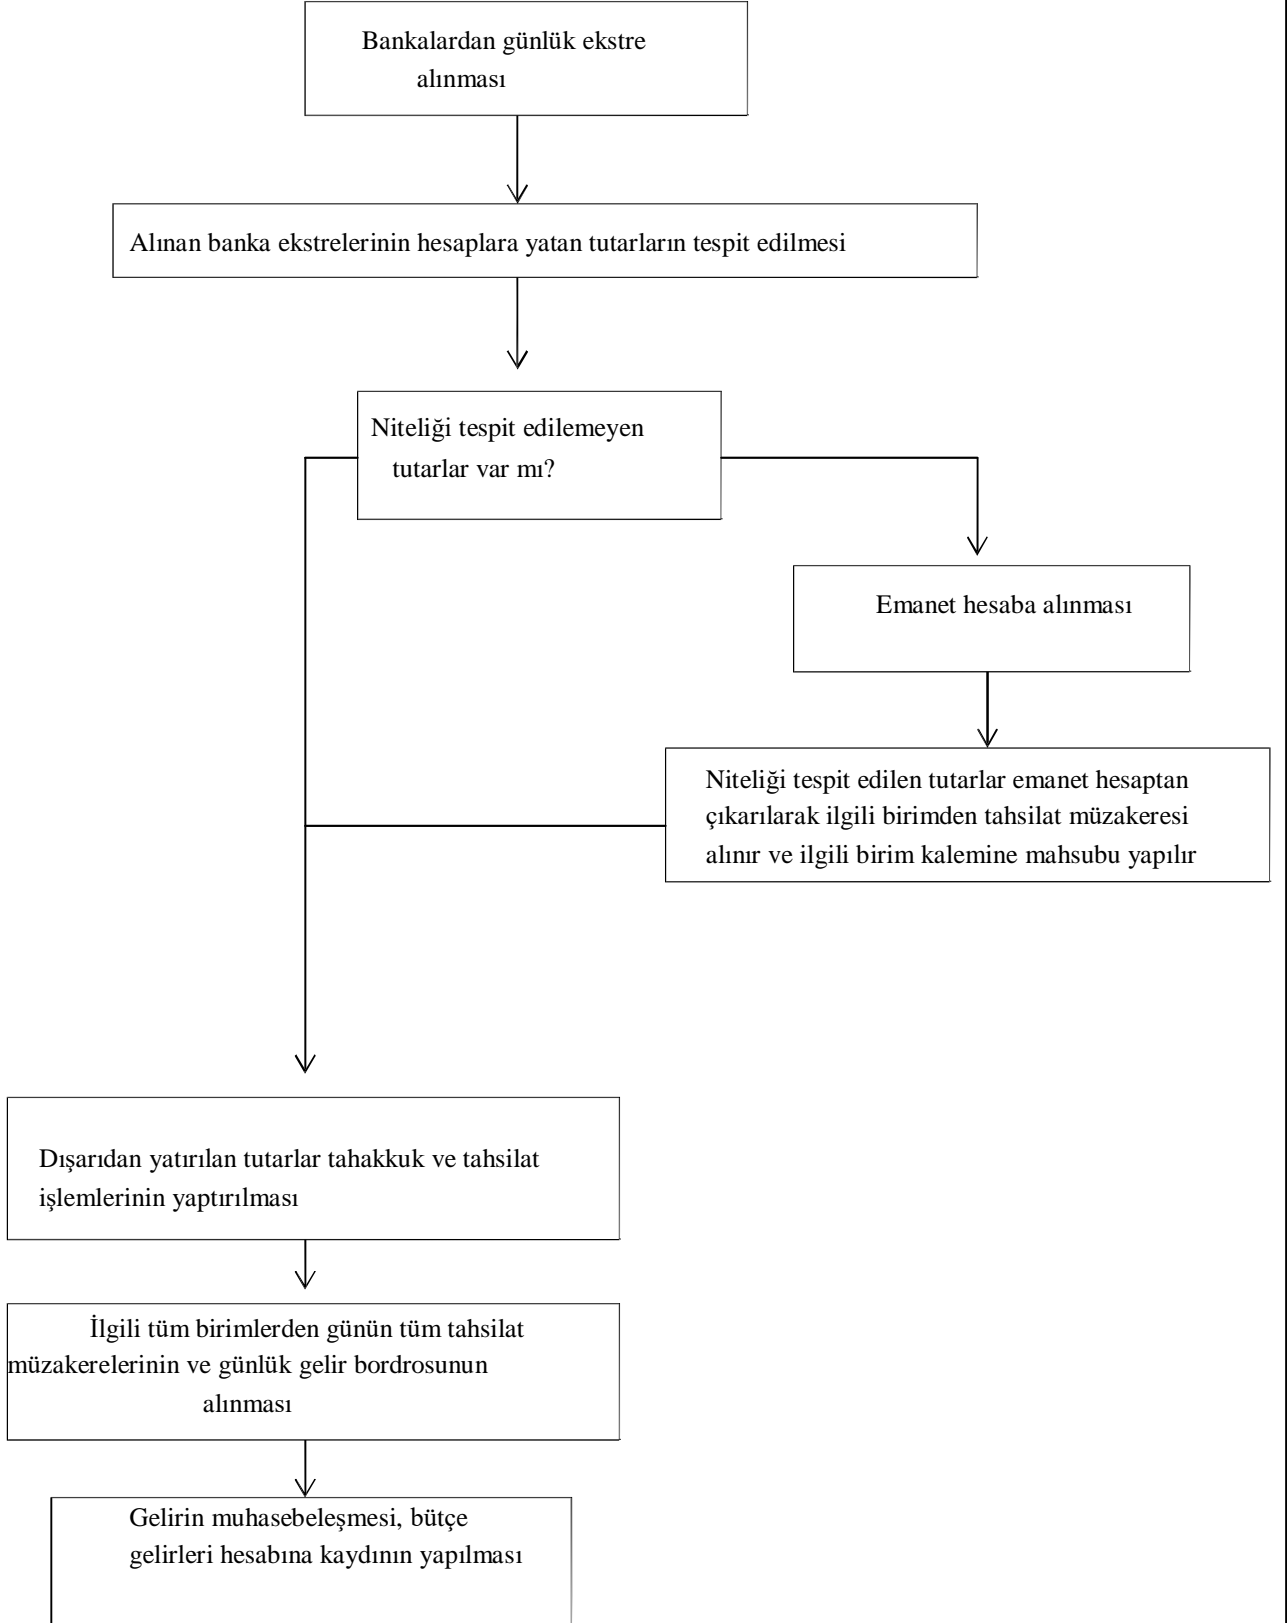 Bankalardan günlük ekstre
alınması
Alınan banka ekstrelerinin hesaplara yatan tutarların tespit edilmesi
Niteliği tespit edilemeyen
tutarlar var mı?
Emanet hesaba alınması
Niteliği tespit edilen tutarlar emanet hesaptan
çıkarılarak ilgili birimden tahsilat müzakeresi
alınır ve ilgili birim kalemine mahsubu yapılır
Dışarıdan yatırılan tutarlar tahakkuk ve tahsilat
işlemlerinin yaptırılması
İlgili tüm birimlerden günün tüm tahsilat
müzakerelerinin ve günlük gelir bordrosunun
alınması
Gelirin muhasebeleşmesi, bütçe
gelirleri hesabına kaydının yapılması